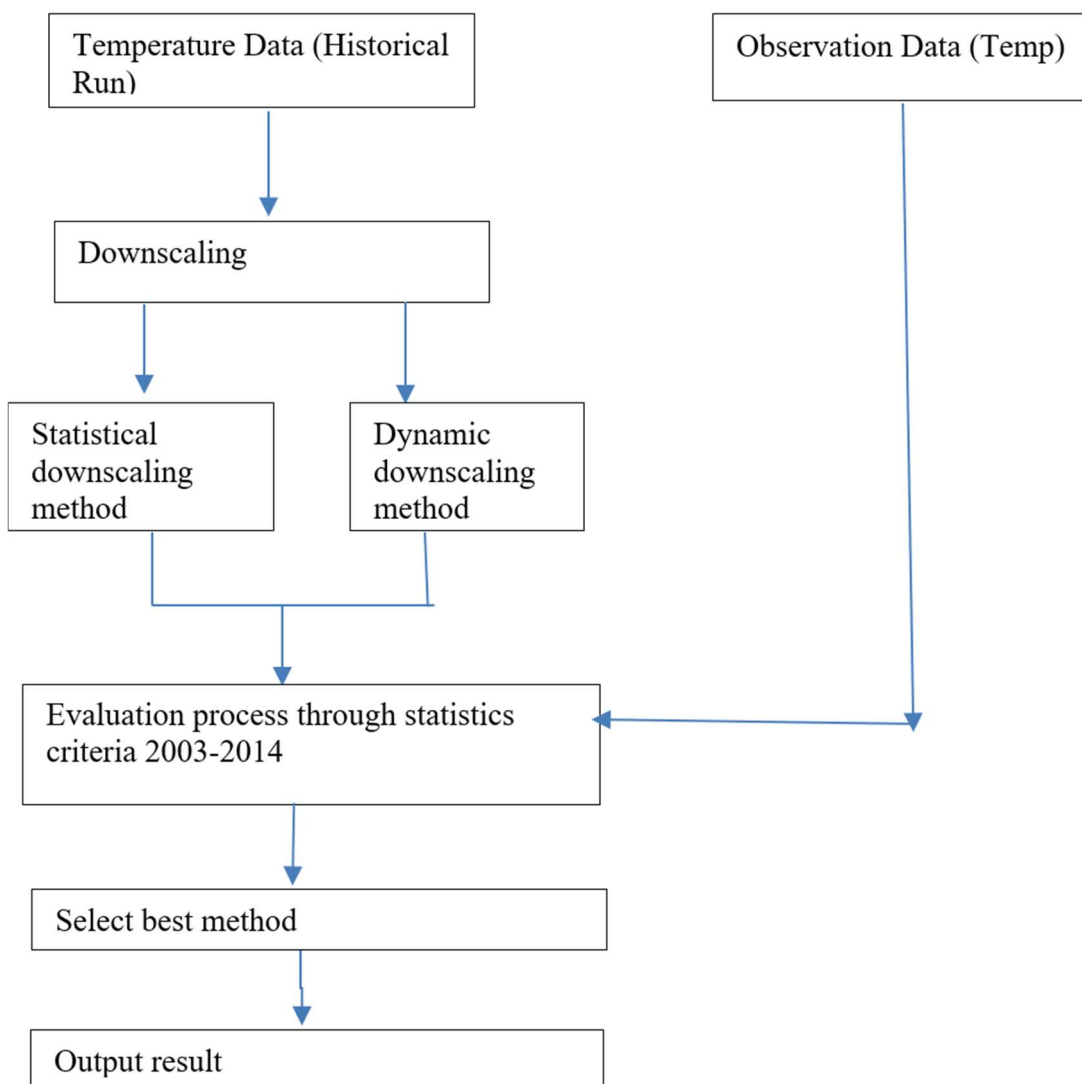 Temperature Data (Historical
Run)
Observation Data (Temp)
Downscaling
Statistical
downscaling
method
Dynamic
downscaling
method
Evaluation process through statistics
criteria 2003-2014
Select best method
Output result